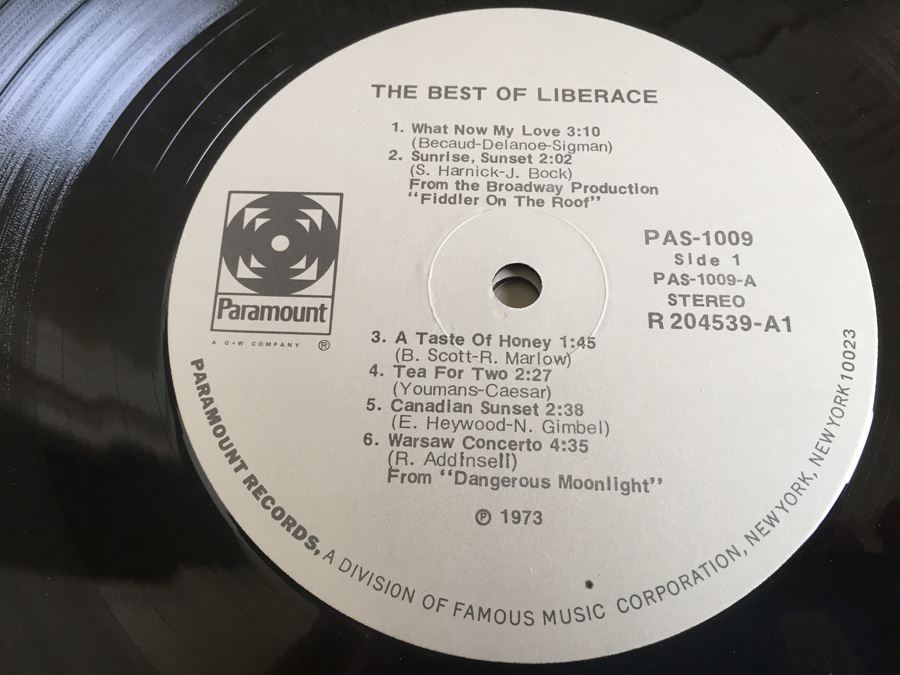 THE BEST OF LIBERACE
1. What Now My Love 3:10
(Becaud-Delanoe-Sigman)
2. Sunrise, Sunset 2:02
(S. Harnick-J. Bock)
From the Broadway Production
"Fiddler On The Roof"
Paramount
A G+W COMPANY ®
PAS-1009
Side 1
PAS-1009-A
STEREO
R 204539-A1
3. A Taste Of Honey 1:45
(B. Scott-R. Marlow)
4. Tea For Two 2:27
(Youmans-Caesar)
5. Canadian Sunset 2:38
(E. Heywood-N. Gimbel)
6. Warsaw Concerto 4:35
(R. Addinsell)
From "Dangerous Moonlight"
℗ 1973
PARAMOUNT RECORDS, A DIVISION OF FAMOUS MUSIC CORPORATION, NEW YORK, NEW YORK 10023